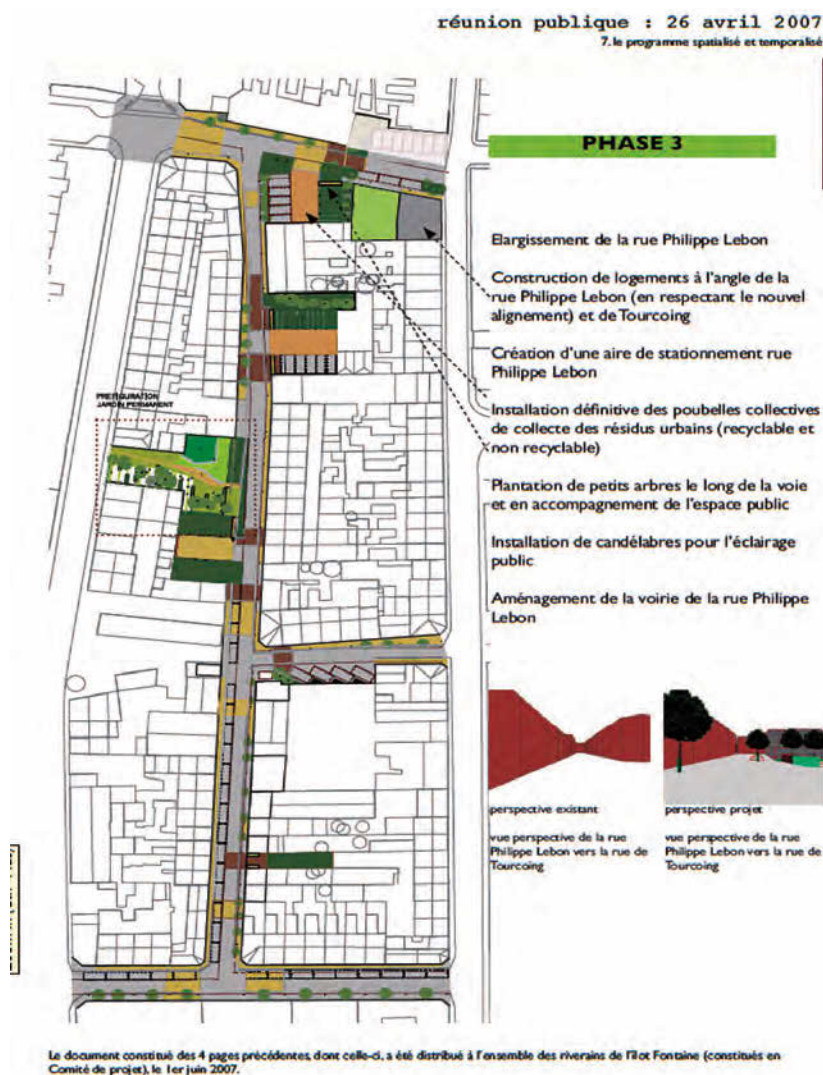 réunion publique : 26 avril 2007
7. le programme spatialisé et temporalisé
PHASE 3
Elargissement de la rue Philippe Lebon
Construction de logements à l'angle de la
rue Philippe Lebon (en respectant le nouvel
alignement) et de Tourcoing
Création d'une aire de stationnement rue
Philippe Lebon
Installation définitive des poubelles collectives
de collecte des résidus urbains (recyclable et
non recyclable)
Plantation de petits arbres le long de la voie
et en accompagnement de l'espace public
Installation de candélabres pour l'éclairage
public
Aménagement de la voirie de la rue Philippe
Lebon
PREFIGURATION
JARDIN PERMANENT
perspective existant
vue perspective de la rue
Philippe Lebon vers la rue de
Tourcoing
perspective projet
vue perspective de la rue
Philippe Lebon vers la rue de
Tourcoing
Le document constitué des 4 pages précédentes, dont celle-ci, a été distribué à l'ensemble des riverains de l'îlot Fontaine (constitués en
Comité de projet), le 1er juin 2007.